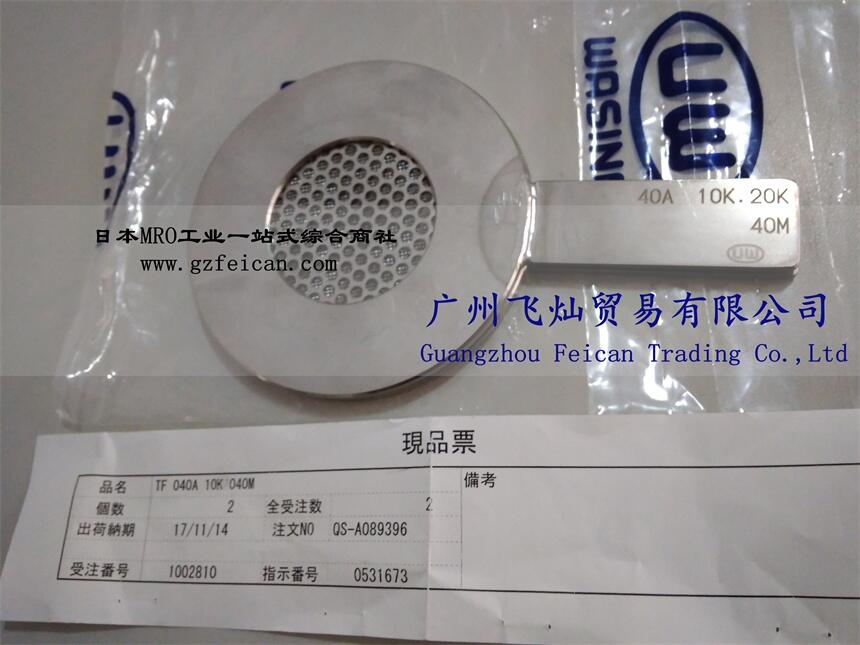 UW
WASINO
40A 10K.20K
40M
UW
日本MRO工业一站式综合商社
www.gzfeican.com
广州飞灿贸易有限公司
Guangzhou Feican Trading Co.,Ltd
現品票
品名 TF 040A 10K 040M 備考
個数 2 全受注数 2
出荷納期 17/11/14 注文NO QS-A089396
受注番号 1002810 指示番号 0531673